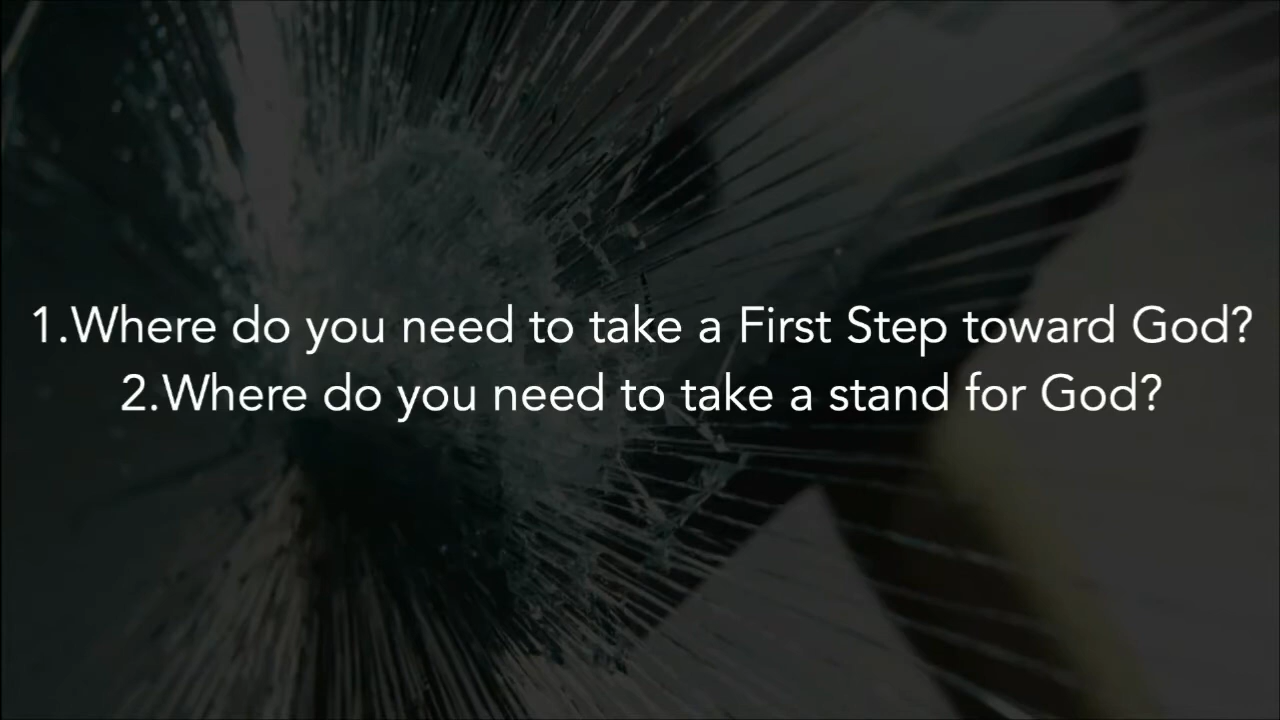 1.Where do you need to take a First Step toward God?
2.Where do you need to take a stand for God?